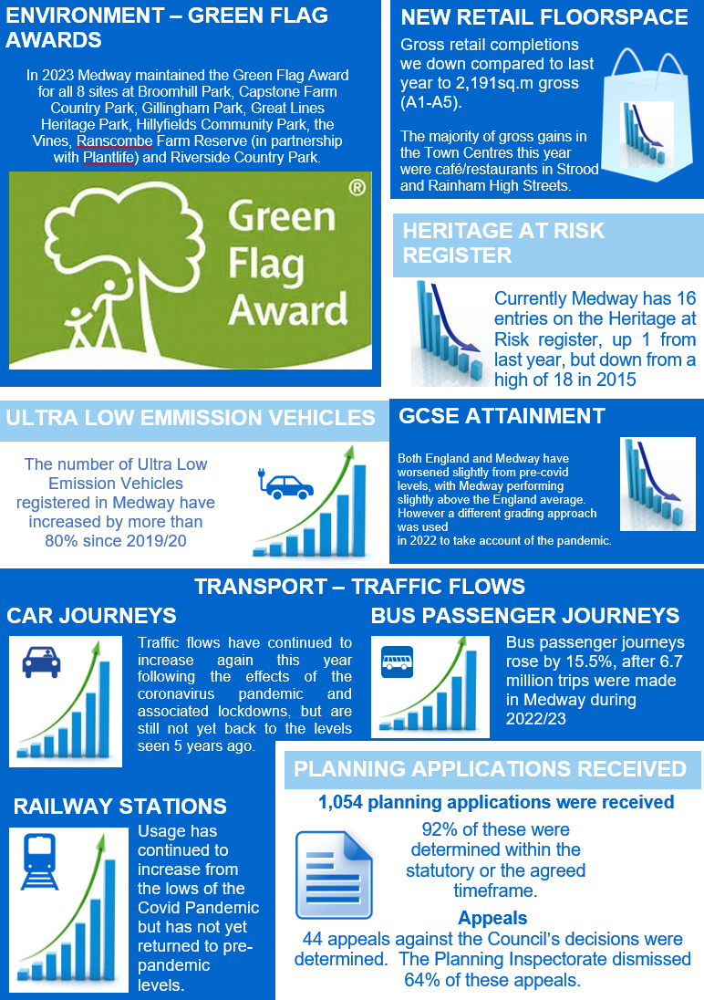 ENVIRONMENT – GREEN FLAG
AWARDS
In 2023 Medway maintained the Green Flag Award
for all 8 sites at Broomhill Park, Capstone Farm
Country Park, Gillingham Park, Great Lines
Heritage Park, Hillyfields Community Park, the
Vines, Ranscombe Farm Reserve (in partnership
with Plantlife) and Riverside Country Park.
®
Green
Flag
Award
NEW RETAIL FLOORSPACE
Gross retail completions
we down compared to last
year to 2,191sq.m gross
(A1-A5).
The majority of gross gains in
the Town Centres this year
were café/restaurants in Strood
and Rainham High Streets.
HERITAGE AT RISK
REGISTER
Currently Medway has 16
entries on the Heritage at
Risk register, up 1 from
last year, but down from a
high of 18 in 2015
ULTRA LOW EMMISSION VEHICLES
The number of Ultra Low
Emission Vehicles
registered in Medway have
increased by more than
80% since 2019/20
GCSE ATTAINMENT
Both England and Medway have
worsened slightly from pre-covid
levels, with Medway performing
slightly above the England average.
However a different grading approach
was used
in 2022 to take account of the pandemic.
TRANSPORT – TRAFFIC FLOWS
CAR JOURNEYS
Traffic flows have continued to
increase again this year
following the effects of the
coronavirus pandemic and
associated lockdowns, but are
still not yet back to the levels
seen 5 years ago.
BUS PASSENGER JOURNEYS
Bus passenger journeys
rose by 15.5%, after 6.7
million trips were made
in Medway during
2022/23
RAILWAY STATIONS
Usage has
continued to
increase from
the lows of the
Covid Pandemic
but has not yet
returned to pre-
pandemic
levels.
PLANNING APPLICATIONS RECEIVED
1,054 planning applications were received
92% of these were
determined within the
statutory or the agreed
timeframe.
Appeals
44 appeals against the Council's decisions were
determined.  The Planning Inspectorate dismissed
64% of these appeals.